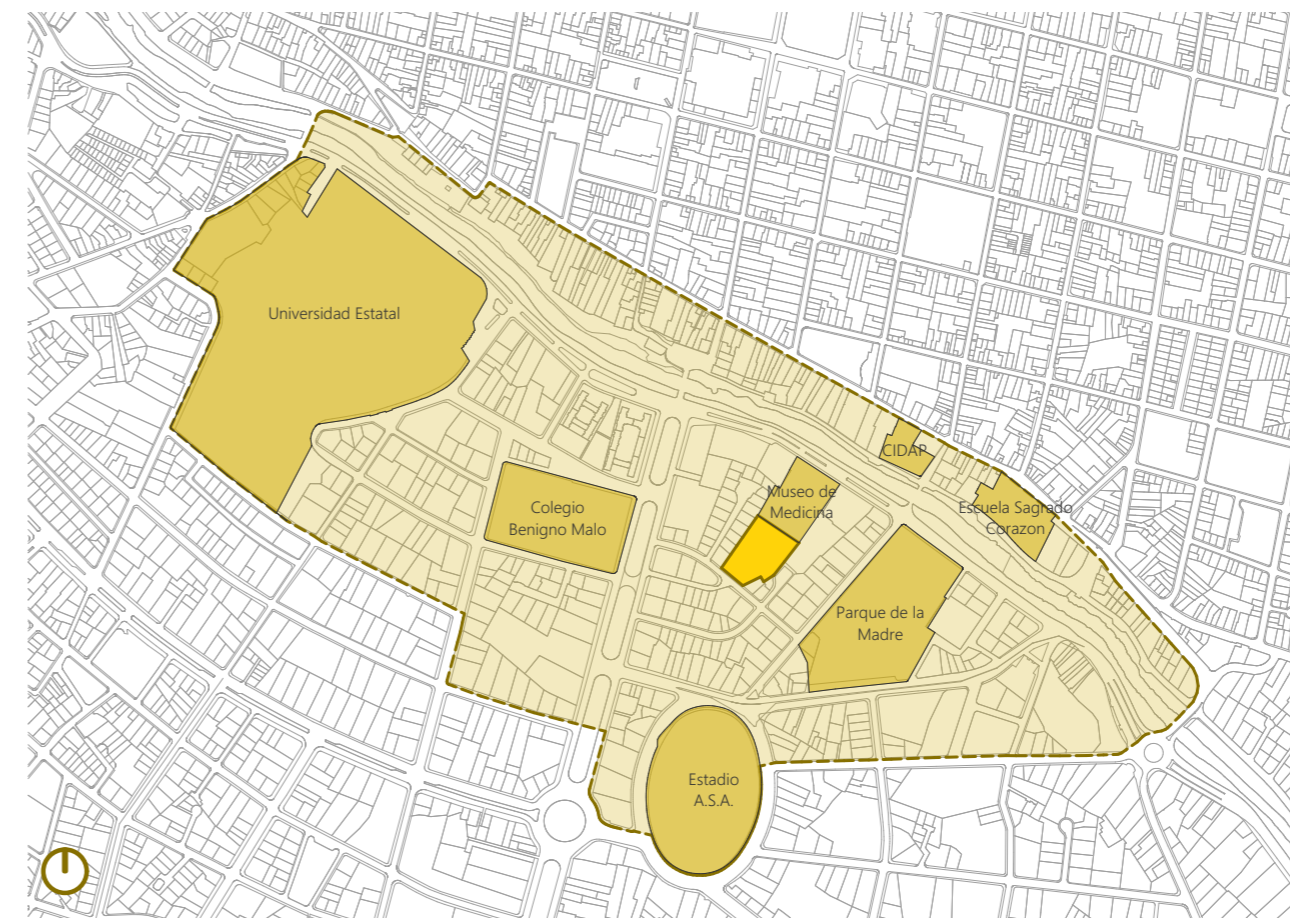 Universidad Estatal
CIDAP
Museo de
Medicina
Colegio
Benigno Malo
Escuela Sagrado
Corazon
Parque de la
Madre
Estadio
A.S.A.